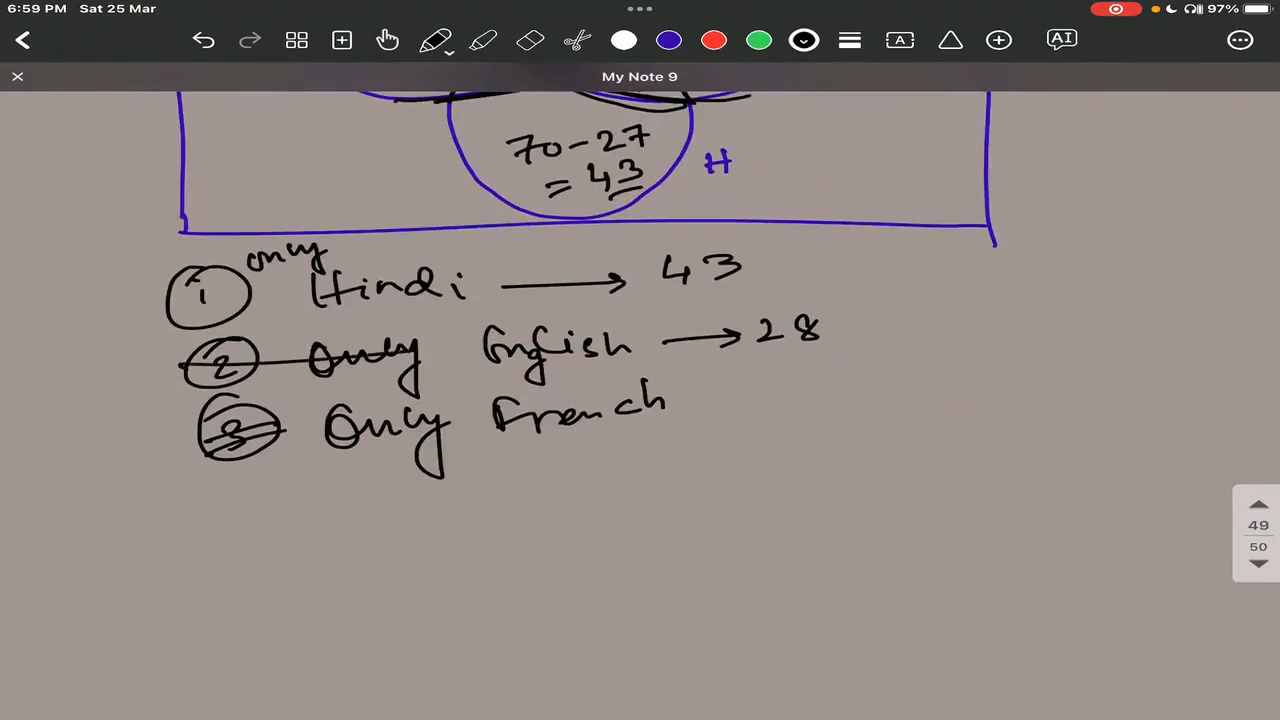 6:59 PM Sat 25 Mar
97%
A
AI
My Note 9
70-27
= 43
H
1 only Hindi → 43
2 Only English → 28
3 Only French
49
50